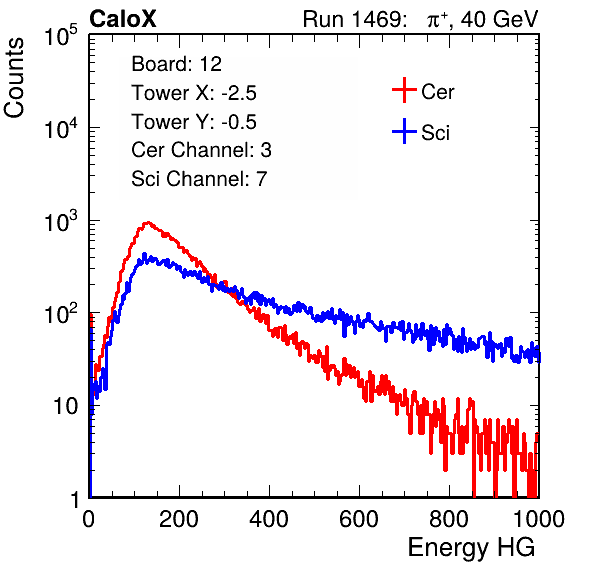 CaloX Run 1469: π⁺, 40 GeV
Counts
10⁵
10⁴
10³
10²
10
1
Board: 12
Tower X: -2.5
Tower Y: -0.5
Cer Channel: 3
Sci Channel: 7
Cer
Sci
0 200 400 600 800 1000
Energy HG